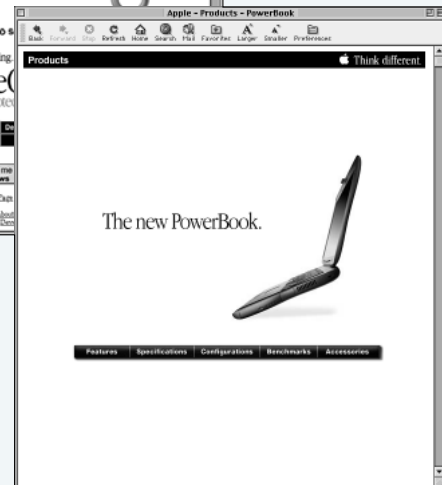 Apple - Products - PowerBook
Back Forward Stop Refresh Home Search Mail Favorites Larger Smaller Preferences
Products
Think different.
The new PowerBook.
Features Specifications Configurations Benchmarks Accessories